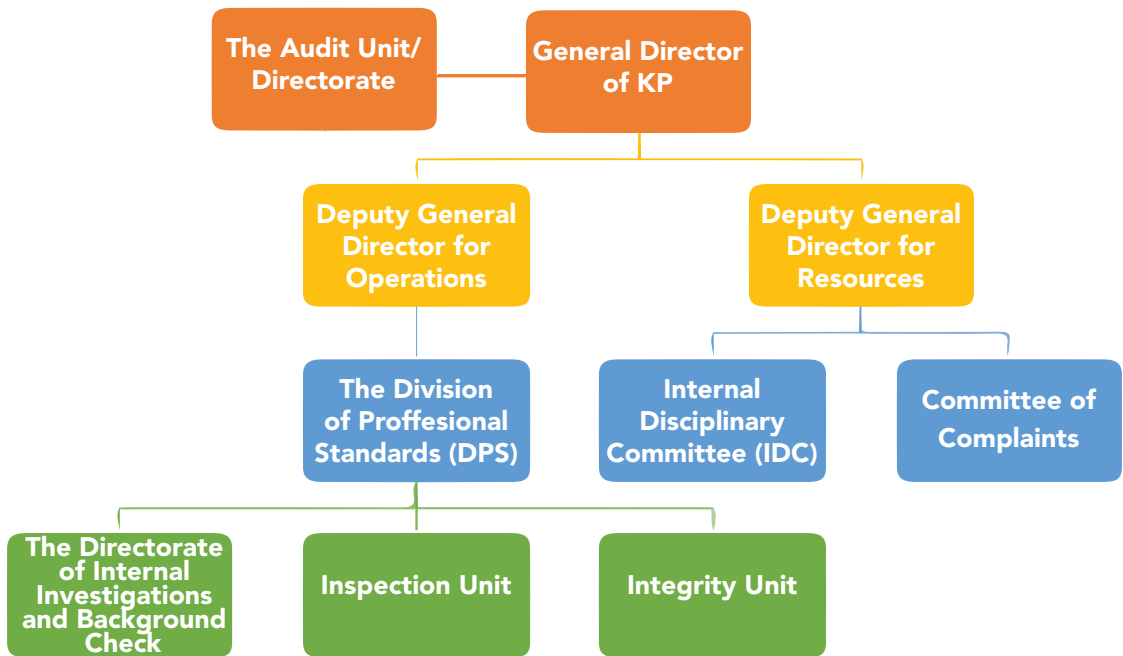 The Audit Unit/
Directorate
General Director
of KP
Deputy General
Director for
Operations
Deputy General
Director for
Resources
The Division
of Proffesional
Standards (DPS)
Internal
Disciplinary
Committee (IDC)
Committee of
Complaints
The Directorate
of Internal
Investigations
and Background
Check
Inspection Unit
Integrity Unit